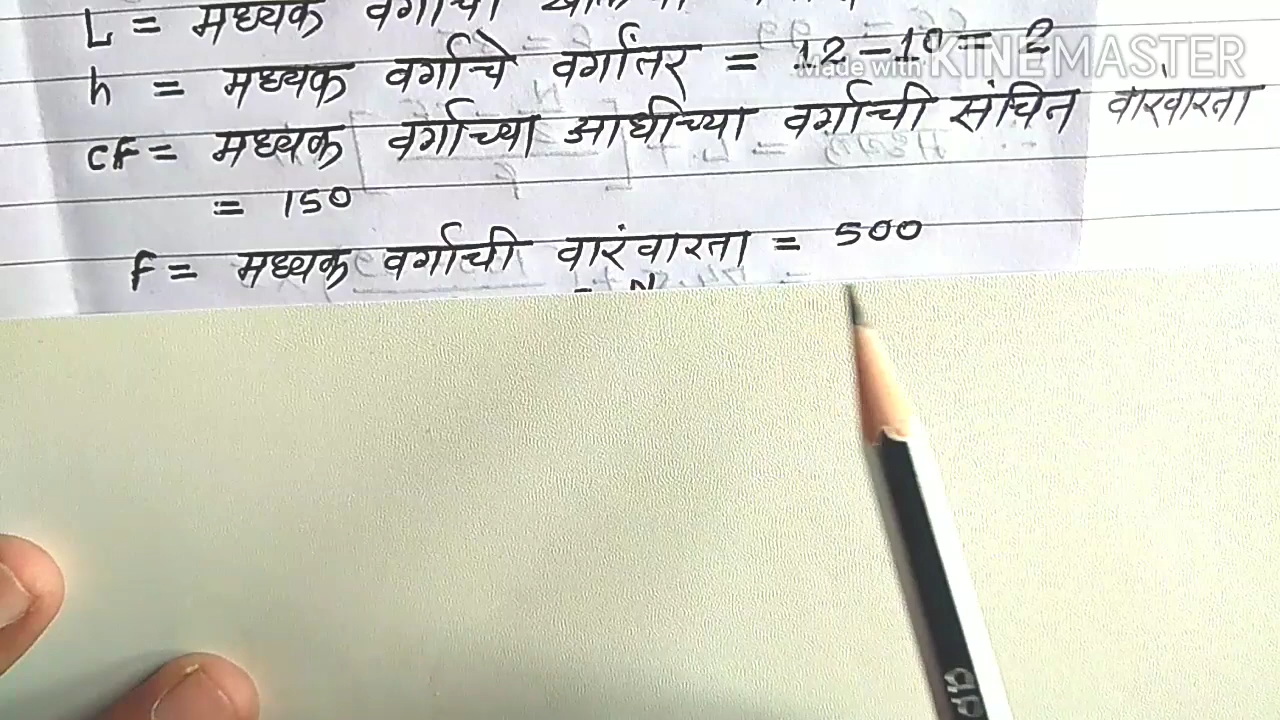 L = मध्यक वर्गाची
h = मध्यक वर्गाचे वर्गांतर = 12 - 10 = 2
cf = मध्यक वर्गाच्या आधीच्या वर्गाची संचित वारंवारता
= 150
f = मध्यक वर्गाची वारंवारता = 500
Made with KINEMASTER